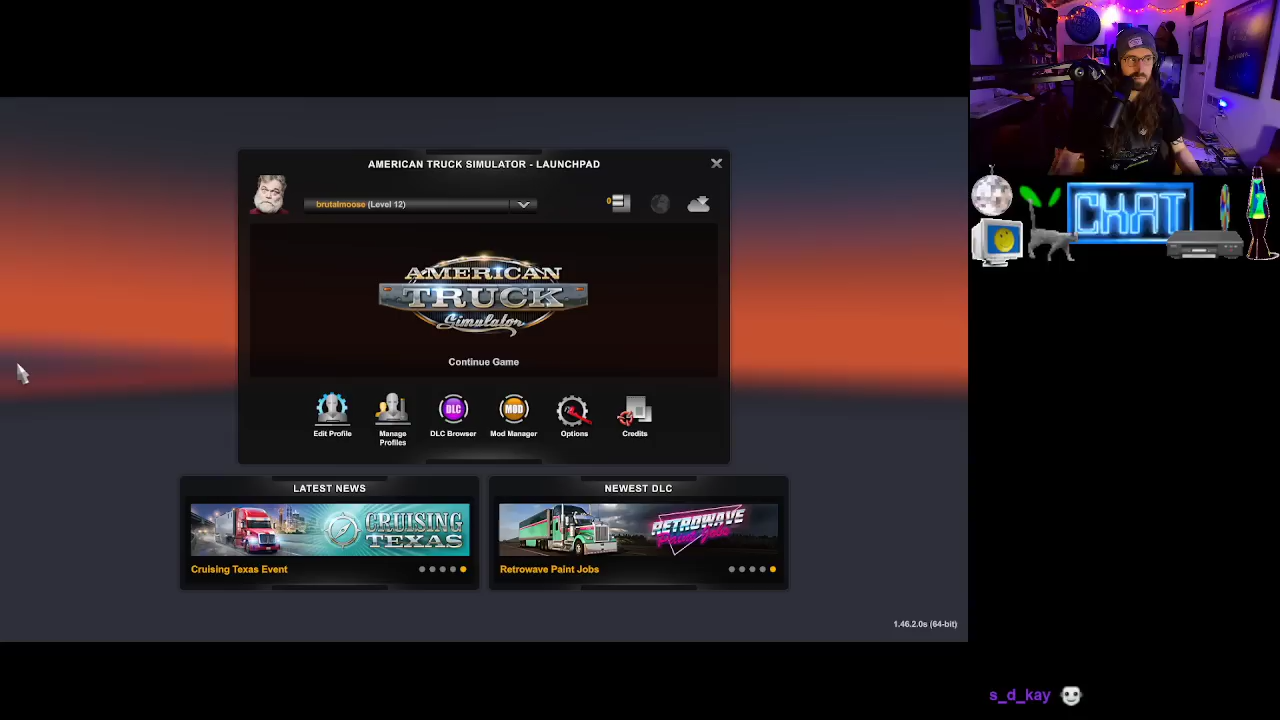 AMERICAN TRUCK SIMULATOR - LAUNCHPAD
brutalmoose (Level 12)
0
AMERICAN
TRUCK
Simulator
Continue Game
DLC
MOD
Edit Profile
Manage
Profiles
DLC Browser
Mod Manager
Options
Credits
LATEST NEWS
CRUISING
TEXAS
Cruising Texas Event
NEWEST DLC
RETROWAVE
Paint Jobs
Retrowave Paint Jobs
1.46.2.0s (64-bit)
CHAT
s_d_kay